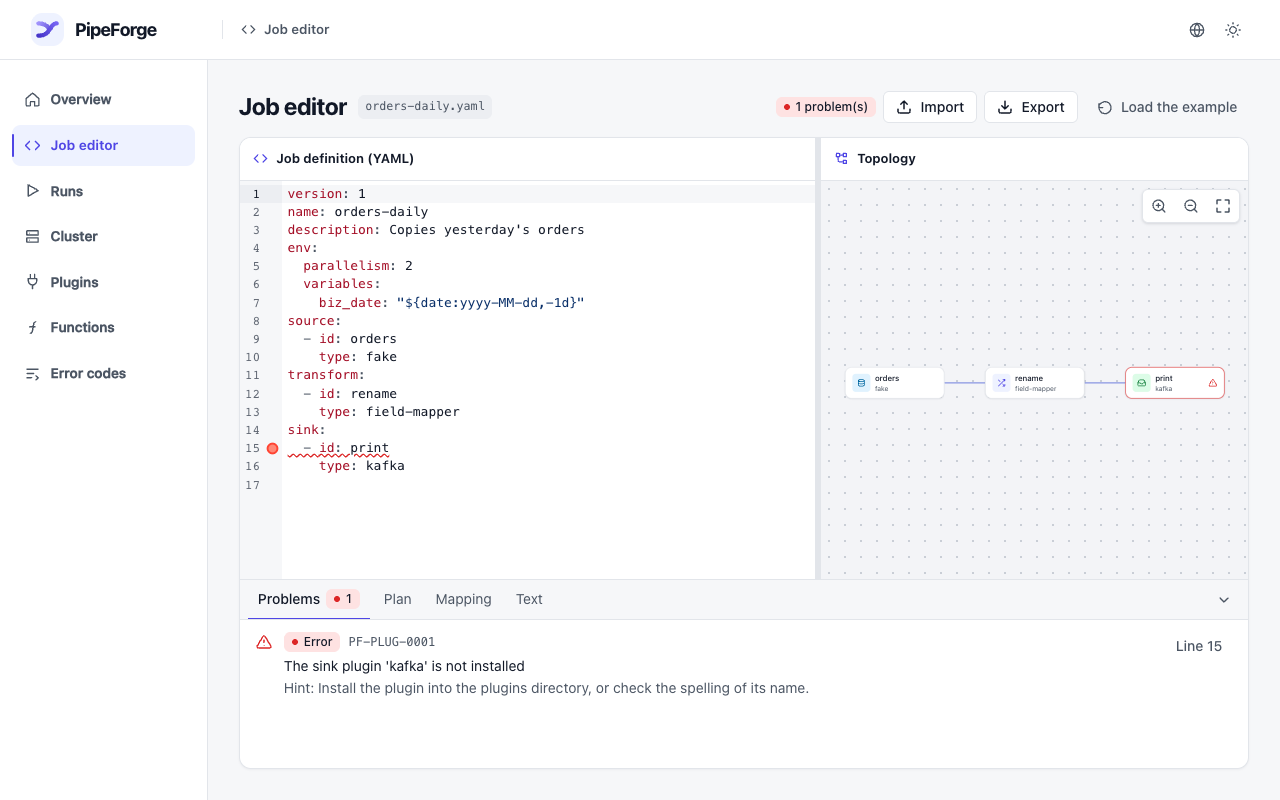 PipeForge
Job editor
Overview
Job editor
Runs
Cluster
Plugins
Functions
Error codes
Job editor
orders-daily.yaml
1 problem(s)
Import
Export
Load the example
Job definition (YAML)
1 version: 1
2 name: orders-daily
3 description: Copies yesterday's orders
4 env:
5   parallelism: 2
6   variables:
7     biz_date: "${date:yyyy-MM-dd,-1d}"
8 source:
9   - id: orders
10     type: fake
11 transform:
12   - id: rename
13     type: field-mapper
14 sink:
15   - id: print
16     type: kafka
17
Topology
orders
fake
rename
field-mapper
print
kafka
Problems 1
Plan
Mapping
Text
Error PF-PLUG-0001
Line 15
The sink plugin 'kafka' is not installed
Hint: Install the plugin into the plugins directory, or check the spelling of its name.